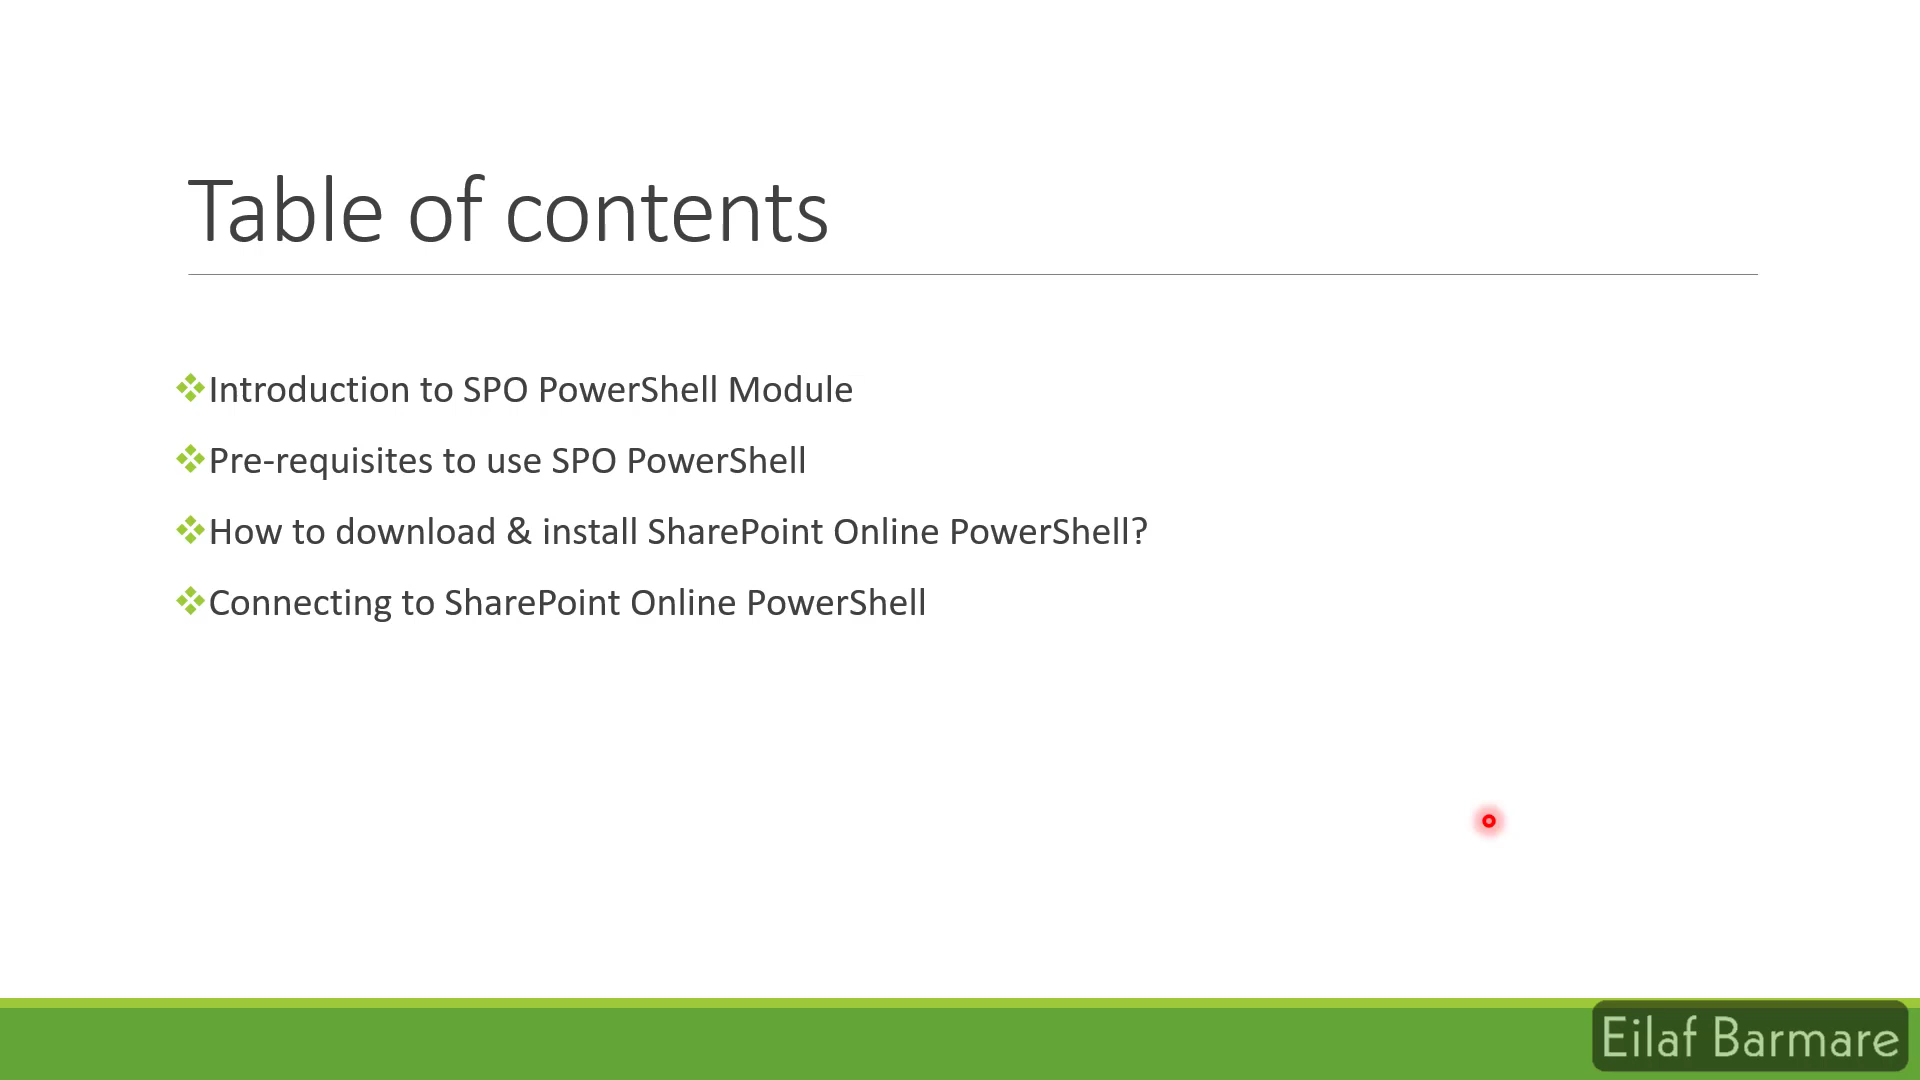 Table of contents
Introduction to SPO PowerShell Module
Pre-requisites to use SPO PowerShell
How to download & install SharePoint Online PowerShell?
Connecting to SharePoint Online PowerShell
Eilaf Barmare